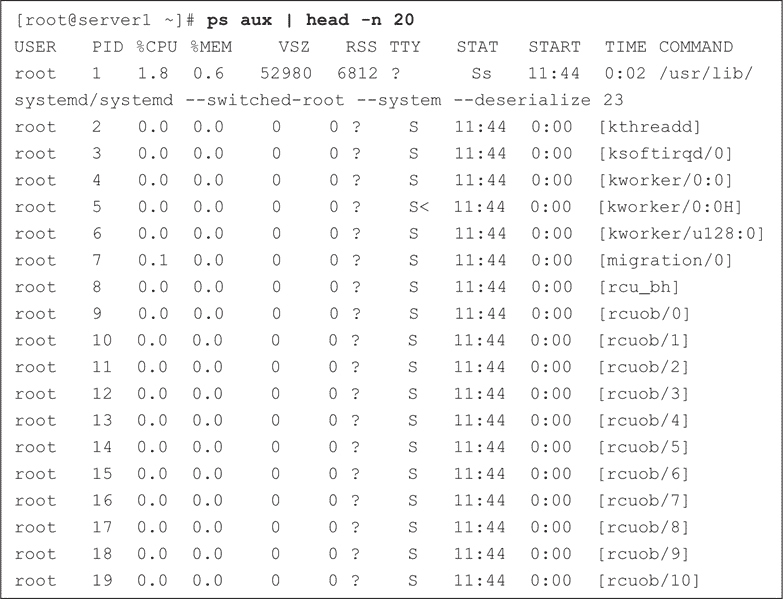 [root@server1 ~]# ps aux | head -n 20
USER PID %CPU %MEM VSZ RSS TTY STAT START TIME COMMAND
root 1 1.8 0.6 52980 6812 ? Ss 11:44 0:02 /usr/lib/
systemd/systemd --switched-root --system --deserialize 23
root 2 0.0 0.0 0 0 ? S 11:44 0:00 [kthreadd]
root 3 0.0 0.0 0 0 ? S 11:44 0:00 [ksoftirqd/0]
root 4 0.0 0.0 0 0 ? S 11:44 0:00 [kworker/0:0]
root 5 0.0 0.0 0 0 ? S< 11:44 0:00 [kworker/0:0H]
root 6 0.0 0.0 0 0 ? S 11:44 0:00 [kworker/u128:0]
root 7 0.1 0.0 0 0 ? S 11:44 0:00 [migration/0]
root 8 0.0 0.0 0 0 ? S 11:44 0:00 [rcu_bh]
root 9 0.0 0.0 0 0 ? S 11:44 0:00 [rcuob/0]
root 10 0.0 0.0 0 0 ? S 11:44 0:00 [rcuob/1]
root 11 0.0 0.0 0 0 ? S 11:44 0:00 [rcuob/2]
root 12 0.0 0.0 0 0 ? S 11:44 0:00 [rcuob/3]
root 13 0.0 0.0 0 0 ? S 11:44 0:00 [rcuob/4]
root 14 0.0 0.0 0 0 ? S 11:44 0:00 [rcuob/5]
root 15 0.0 0.0 0 0 ? S 11:44 0:00 [rcuob/6]
root 16 0.0 0.0 0 0 ? S 11:44 0:00 [rcuob/7]
root 17 0.0 0.0 0 0 ? S 11:44 0:00 [rcuob/8]
root 18 0.0 0.0 0 0 ? S 11:44 0:00 [rcuob/9]
root 19 0.0 0.0 0 0 ? S 11:44 0:00 [rcuob/10]